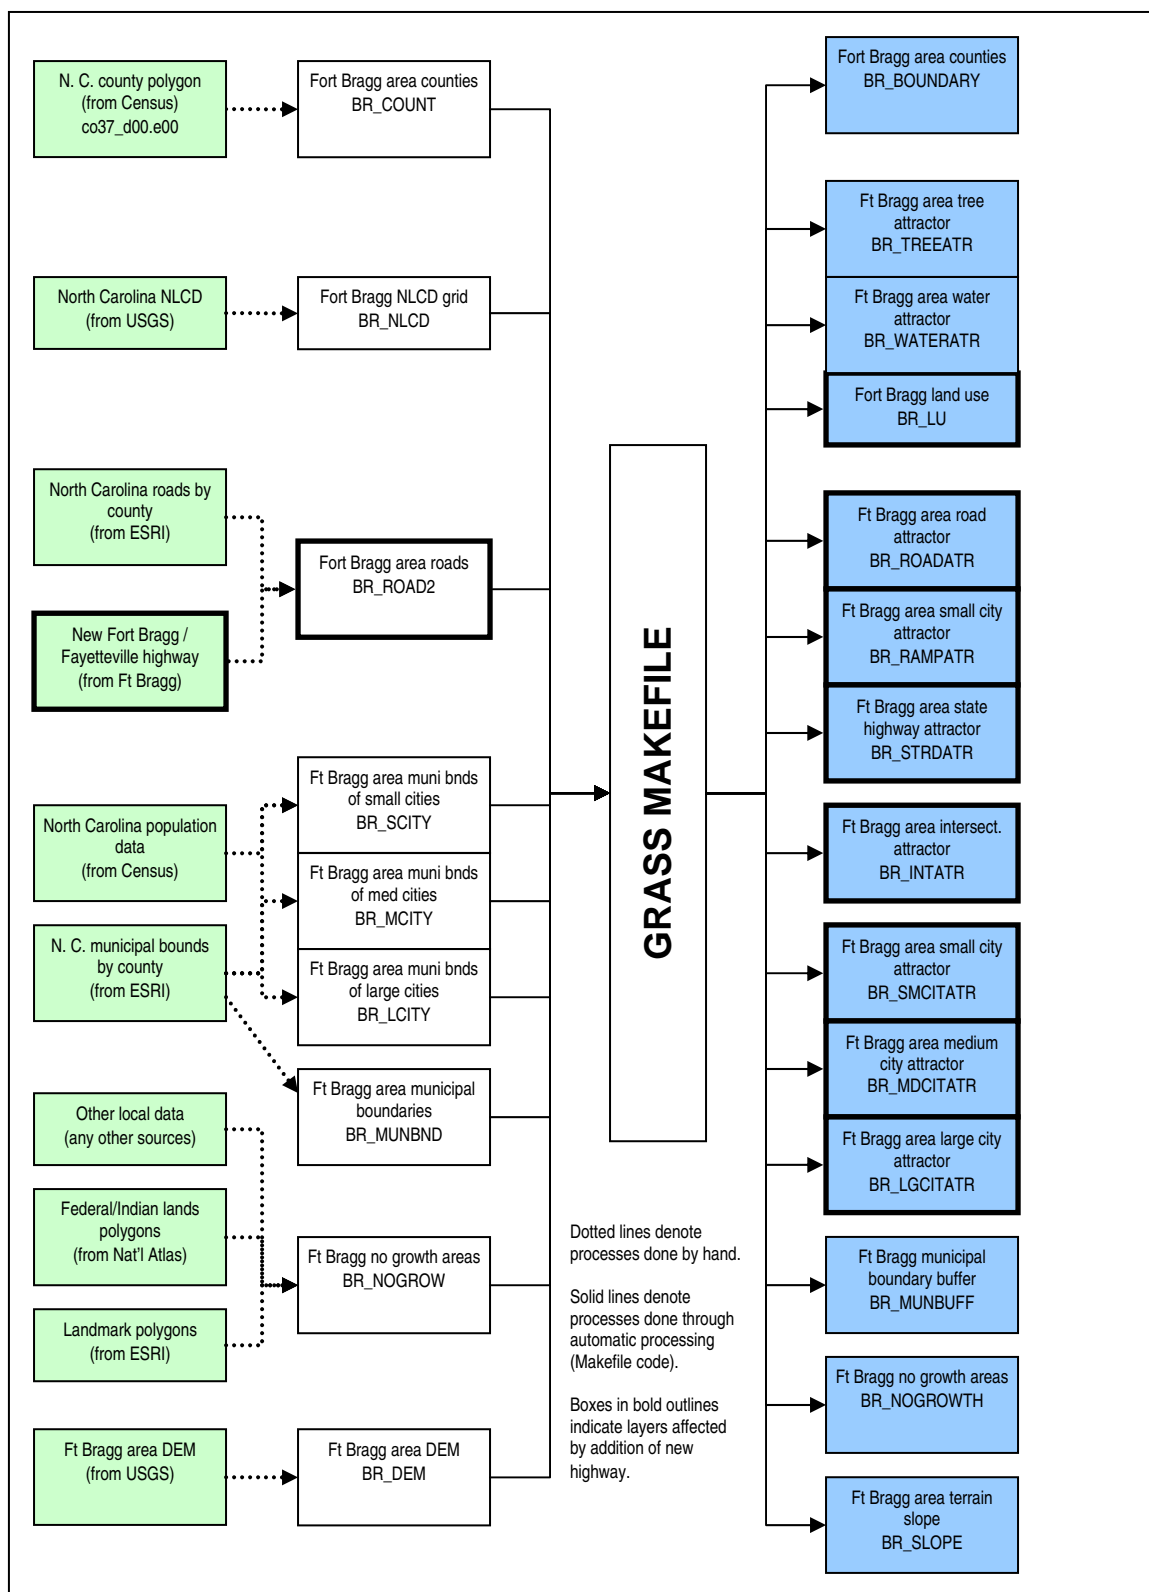 N. C. county polygon
(from Census)
co37_d00.e00
North Carolina NLCD
(from USGS)
North Carolina roads by
county
(from ESRI)
New Fort Bragg /
Fayetteville highway
(from Ft Bragg)
North Carolina population
data
(from Census)
N. C. municipal bounds
by county
(from ESRI)
Other local data
(any other sources)
Federal/Indian lands
polygons
(from Nat'l Atlas)
Landmark polygons
(from ESRI)
Ft Bragg area DEM
(from USGS)
Fort Bragg area counties
BR_COUNT
Fort Bragg NLCD grid
BR_NLCD
Fort Bragg area roads
BR_ROAD2
Ft Bragg area muni bnds
of small cities
BR_SCITY
Ft Bragg area muni bnds
of med cities
BR_MCITY
Ft Bragg area muni bnds
of large cities
BR_LCITY
Ft Bragg area municipal
boundaries
BR_MUNBND
Ft Bragg no growth areas
BR_NOGROW
Ft Bragg area DEM
BR_DEM
GRASS MAKEFILE
Dotted lines denote
processes done by hand.
Solid lines denote
processes done through
automatic processing
(Makefile code).
Boxes in bold outlines
indicate layers affected
by addition of new
highway.
Fort Bragg area counties
BR_BOUNDARY
Ft Bragg area tree
attractor
BR_TREEATR
Ft Bragg area water
attractor
BR_WATERATR
Fort Bragg land use
BR_LU
Ft Bragg area road
attractor
BR_ROADATR
Ft Bragg area small city
attractor
BR_RAMPATR
Ft Bragg area state
highway attractor
BR_STRDATR
Ft Bragg area intersect.
attractor
BR_INTATR
Ft Bragg area small city
attractor
BR_SMCITATR
Ft Bragg area medium
city attractor
BR_MDCITATR
Ft Bragg area large city
attractor
BR_LGCITATR
Ft Bragg municipal
boundary buffer
BR_MUNBUFF
Ft Bragg no growth areas
BR_NOGROWTH
Ft Bragg area terrain
slope
BR_SLOPE